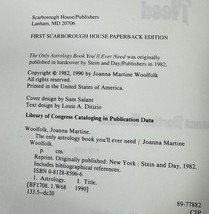 Need
Scarborough House/Publishers
Lanham, MD 20706
FIRST SCARBOROUGH HOUSE PAPERBACK EDITION
The Only Astrology Book You'll Ever Need was originally
published in hardcover by Stein and Day/Publishers in 1982.
Copyright © 1982, 1990 by Joanna Martine Woolfolk
All rights reserved.
Printed in the United States of America.
Cover design by Sam Salant
Text design by Louis A. Ditizio
Library of Congress Cataloging in Publication Data
Woolfolk, Joanna Martine.
The only astrology book you'll ever need / Joanna Martine
Woolfolk.
p. cm.
Reprint. Originally published: New York : Stein and Day, 1982.
Includes bibliographical references.
ISBN 0-8128-8506-6
1. Astrology. I. Title.
[BF1708.1.W68 1990]
133.5-dc20
89-77882
CIP